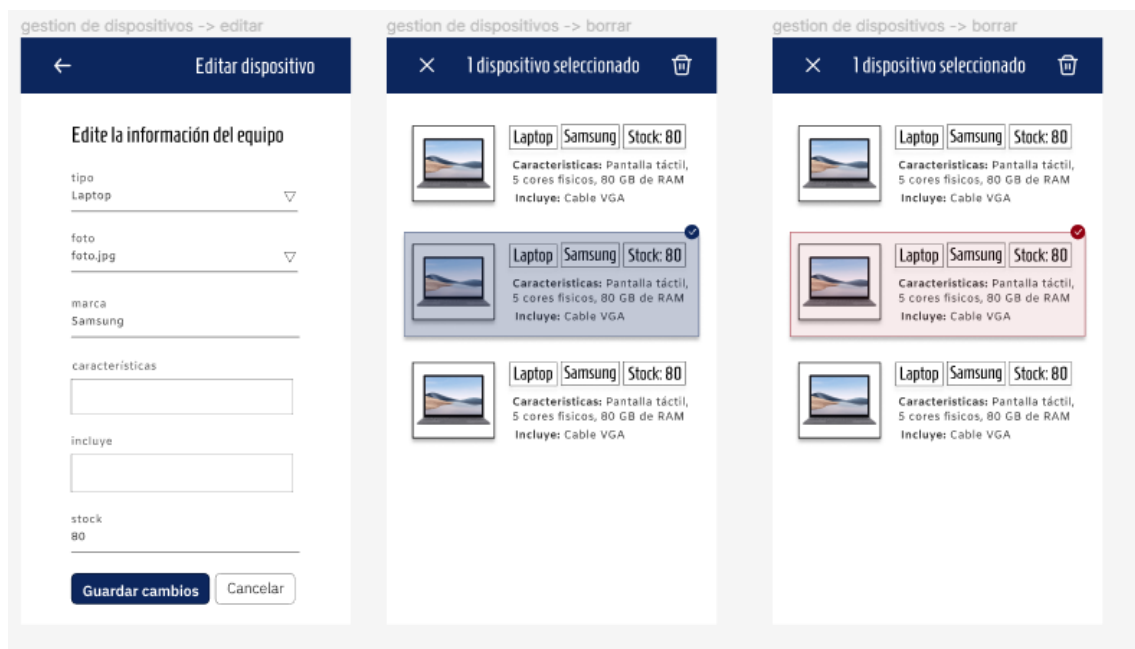 gestion de dispositivos -> editar
Editar dispositivo
Edite la información del equipo
tipo
Laptop
foto
foto.jpg
marca
Samsung
características
incluye
stock
80
Guardar cambios
Cancelar
gestion de dispositivos -> borrar
1 dispositivo seleccionado
Laptop Samsung Stock: 80
Caracteristicas: Pantalla táctil,
5 cores fisicos, 80 GB de RAM
Incluye: Cable VGA
Laptop Samsung Stock: 80
Caracteristicas: Pantalla táctil,
5 cores fisicos, 80 GB de RAM
Incluye: Cable VGA
Laptop Samsung Stock: 80
Caracteristicas: Pantalla táctil,
5 cores fisicos, 80 GB de RAM
Incluye: Cable VGA
gestion de dispositivos -> borrar
1 dispositivo seleccionado
Laptop Samsung Stock: 80
Caracteristicas: Pantalla táctil,
5 cores fisicos, 80 GB de RAM
Incluye: Cable VGA
Laptop Samsung Stock: 80
Caracteristicas: Pantalla táctil,
5 cores fisicos, 80 GB de RAM
Incluye: Cable VGA
Laptop Samsung Stock: 80
Caracteristicas: Pantalla táctil,
5 cores fisicos, 80 GB de RAM
Incluye: Cable VGA